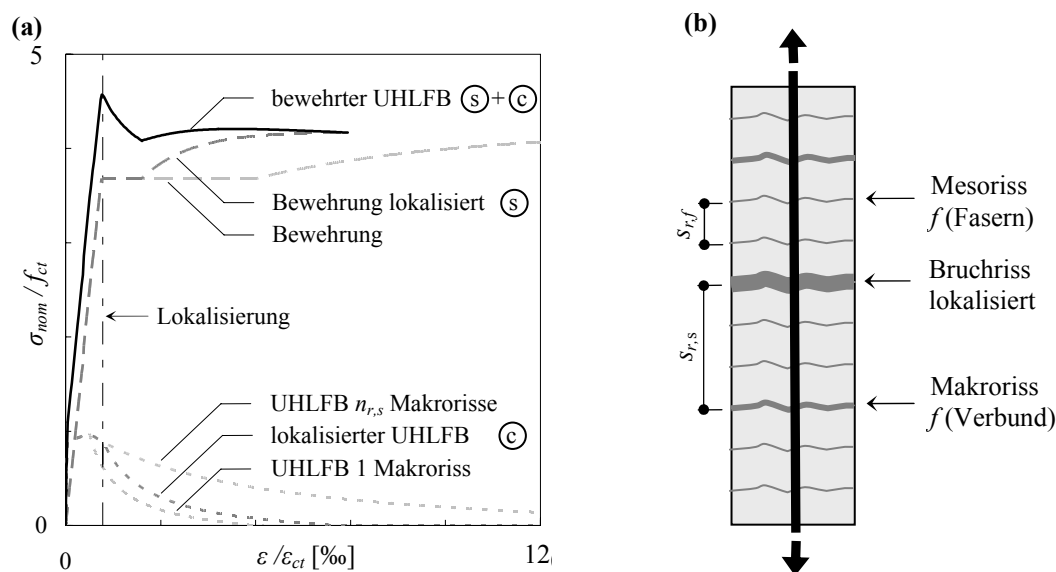 (a)
5
bewehrter UHLFB s + c
Bewehrung lokalisiert s
Bewehrung
Lokalisierung
σnom / fct
UHLFB nr,s Makrorisse
lokalisierter UHLFB c
UHLFB 1 Makroriss
0
0
ε /εct [‰]
12
(b)
Mesoriss
f (Fasern)
sr,f
Bruchriss
lokalisiert
sr,s
Makroriss
f (Verbund)